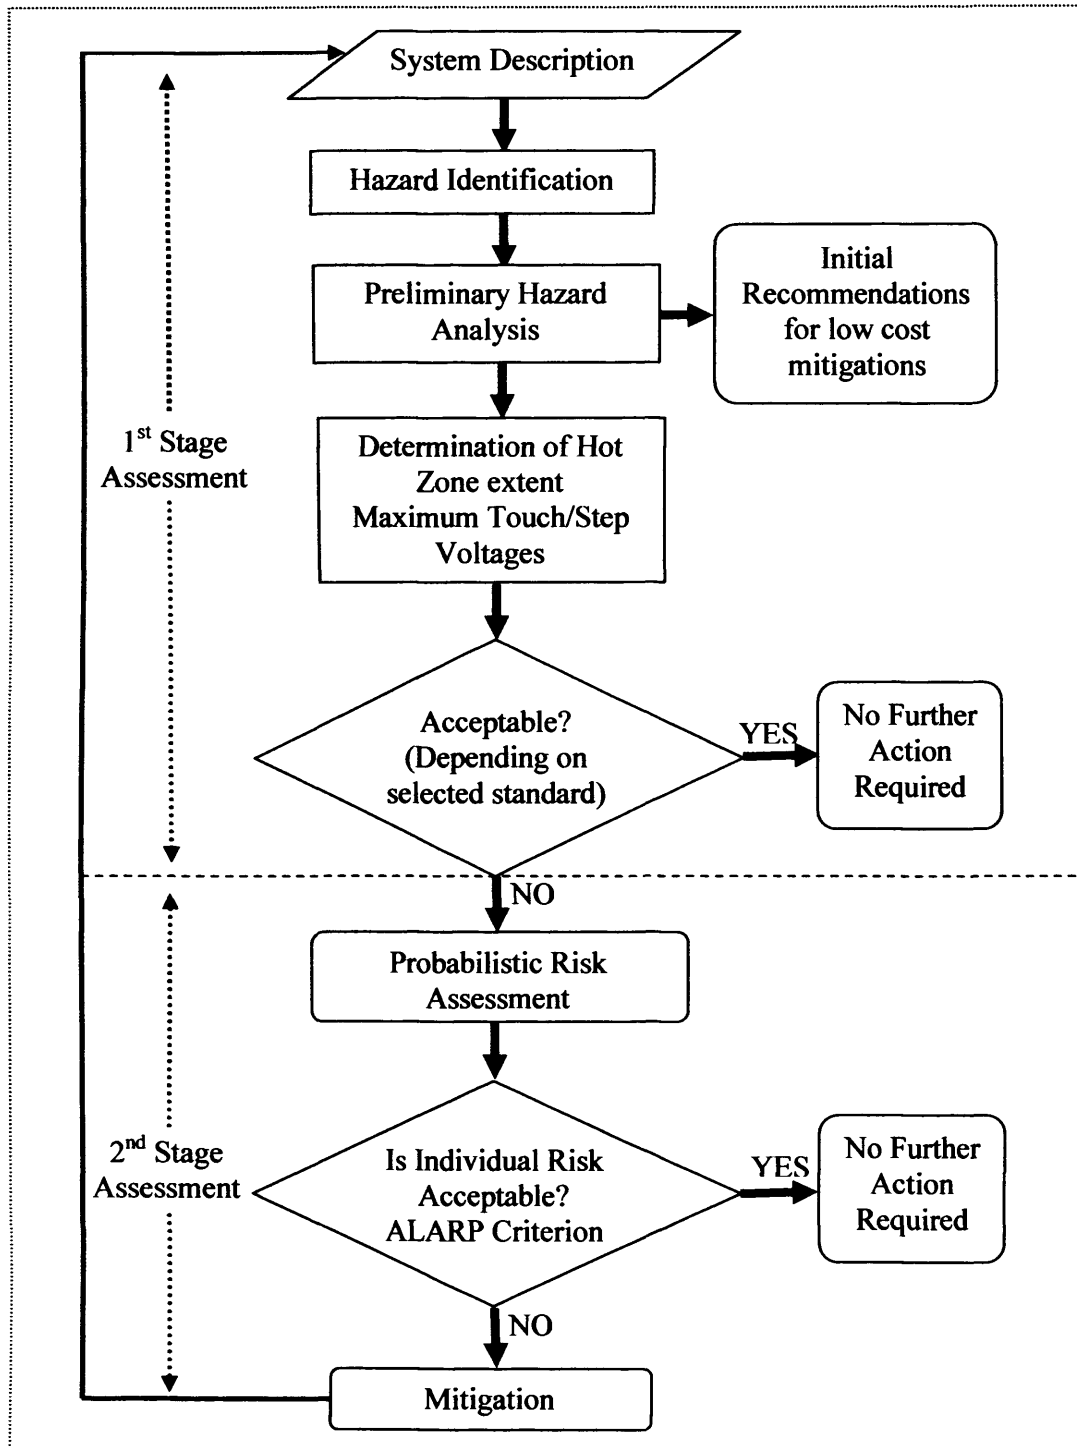 System Description
Hazard Identification
Preliminary Hazard
Analysis
Initial
Recommendations
for low cost
mitigations
Determination of Hot
Zone extent
Maximum Touch/Step
Voltages
1st Stage
Assessment
Acceptable?
(Depending on
selected standard)
YES
No Further
Action
Required
NO
Probabilistic Risk
Assessment
2nd Stage
Assessment
Is Individual Risk
Acceptable?
ALARP Criterion
YES
No Further
Action
Required
NO
Mitigation